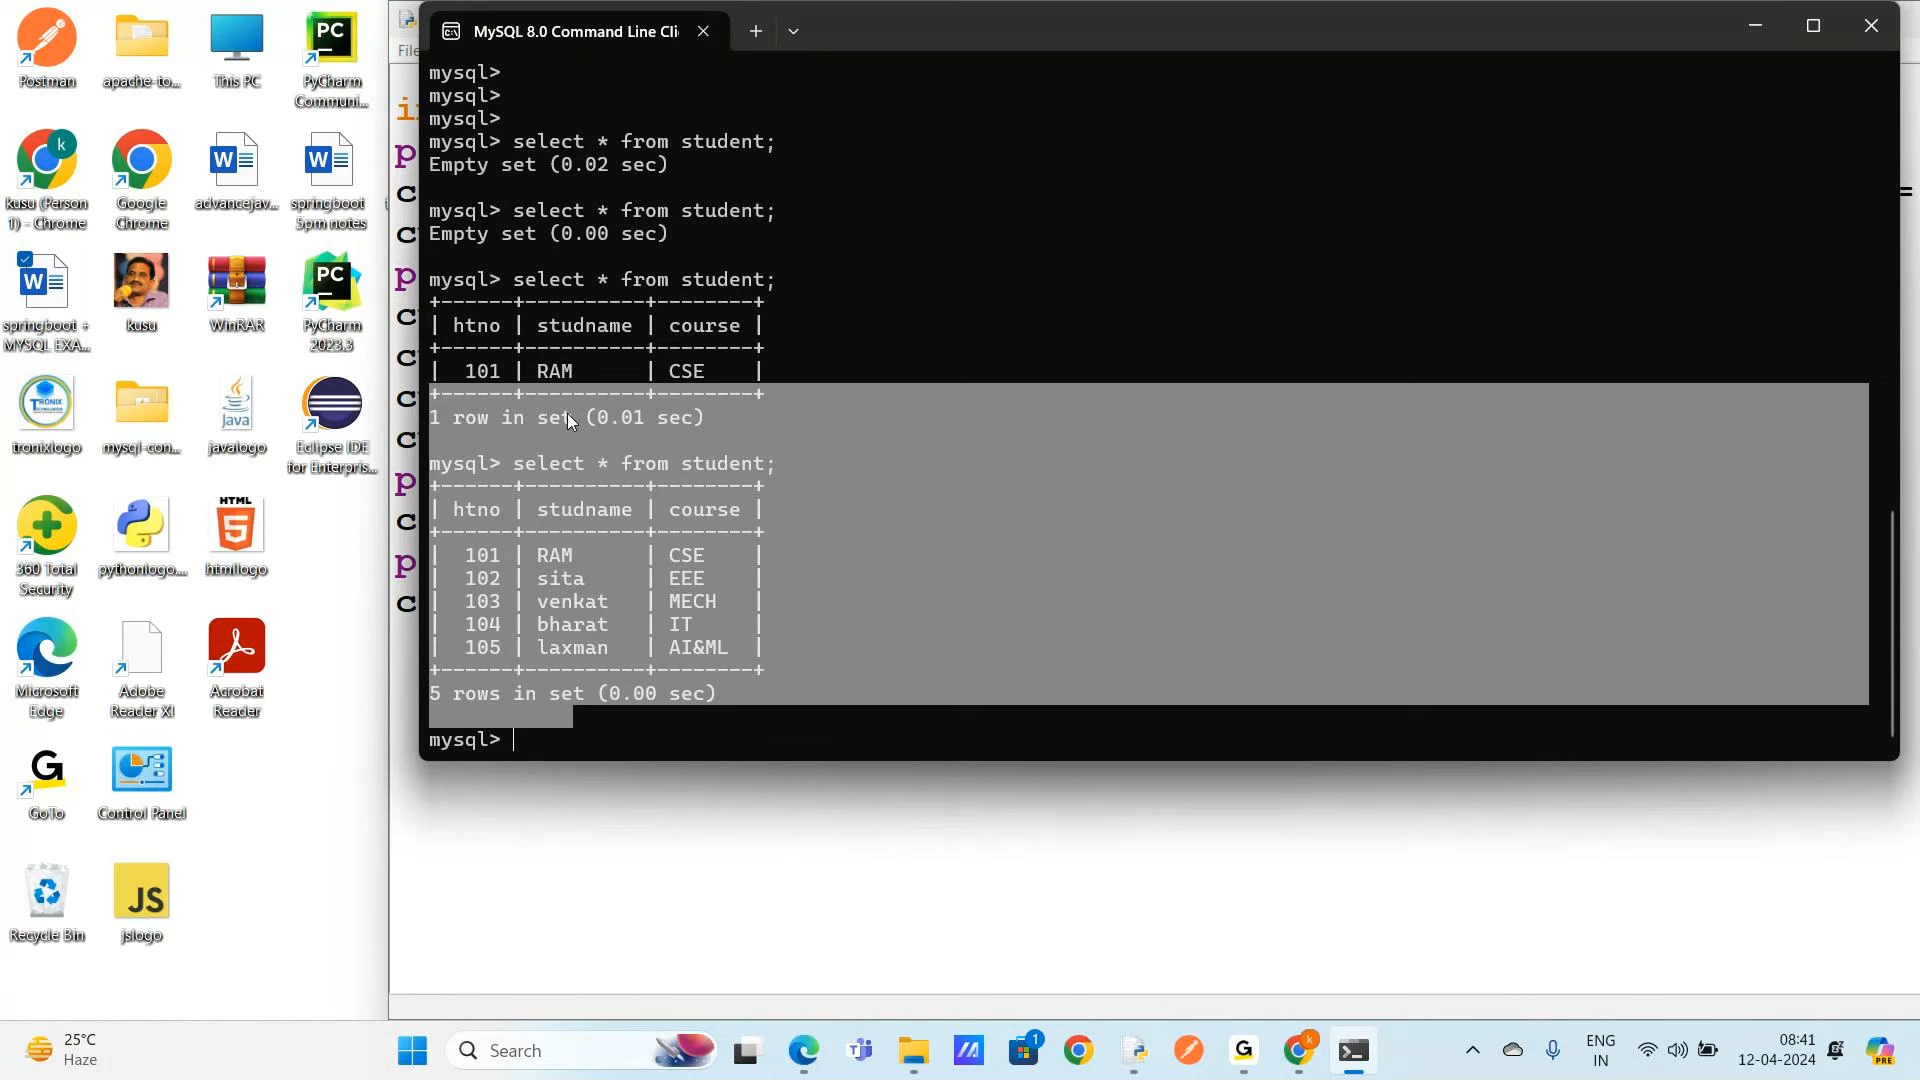 Postman
apache-to...
This PC
PyCharm
Communi...
kusu (Person
1) - Chrome
Google
Chrome
advancejav...
springboot
5pm notes
springboot +
MYSQL EXA...
kusu
WinRAR
PyCharm
2023.3
tronixlogo
mysql-con...
javalogo
Eclipse IDE
for Enterpris...
360 Total
Security
pythonlogo....
htmllogo
Microsoft
Edge
Adobe
Reader XI
Acrobat
Reader
GoTo
Control Panel
Recycle Bin
jslogo
File
MySQL 8.0 Command Line Cli
mysql>
mysql>
mysql>
mysql> select * from student;
Empty set (0.02 sec)
mysql> select * from student;
Empty set (0.00 sec)
mysql> select * from student;
+------+----------+--------+
| htno | studname | course |
+------+----------+--------+
|  101 | RAM      | CSE    |
+------+----------+--------+
1 row in set (0.01 sec)
mysql> select * from student;
+------+----------+--------+
| htno | studname | course |
+------+----------+--------+
|  101 | RAM      | CSE    |
|  102 | sita     | EEE    |
|  103 | venkat   | MECH   |
|  104 | bharat   | IT     |
|  105 | laxman   | AI&ML  |
+------+----------+--------+
5 rows in set (0.00 sec)
mysql>
25°C
Haze
Search
ENG
IN
08:41
12-04-2024